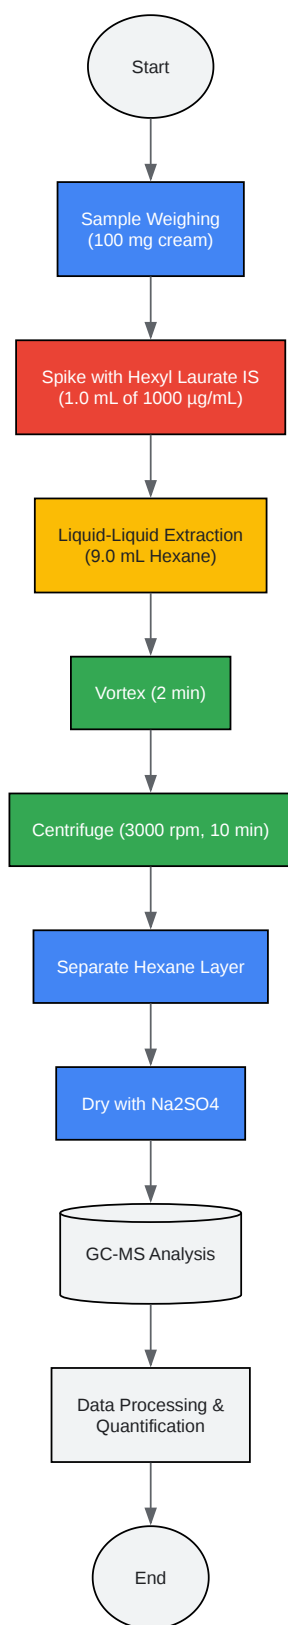 Start
Sample Weighing
(100 mg cream)
Spike with Hexyl Laurate IS
(1.0 mL of 1000 µg/mL)
Liquid-Liquid Extraction
(9.0 mL Hexane)
Vortex (2 min)
Centrifuge (3000 rpm, 10 min)
Separate Hexane Layer
Dry with Na2SO4
GC-MS Analysis
Data Processing &
Quantification
End